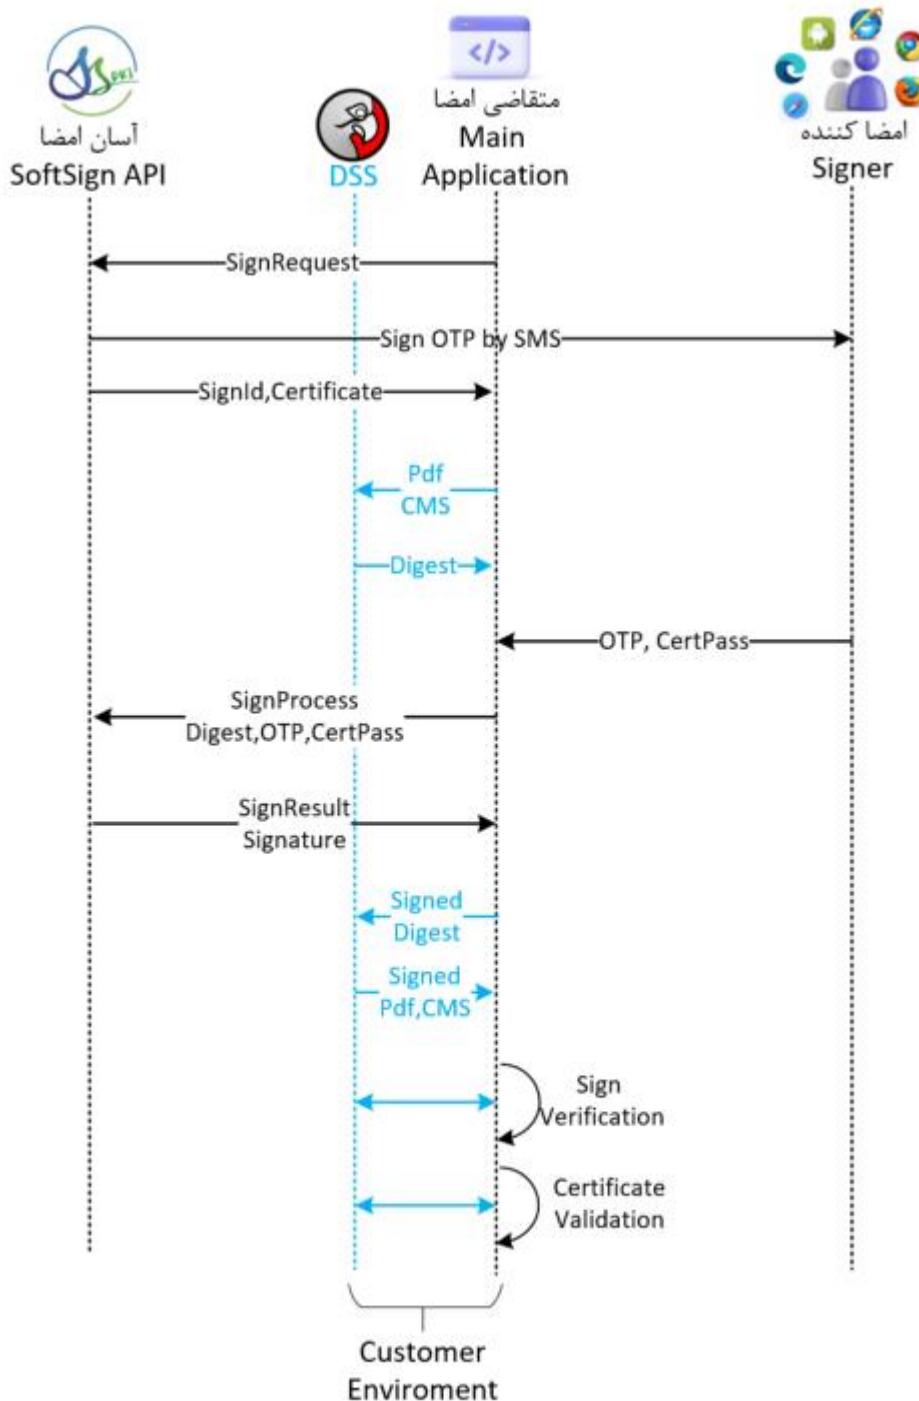 PKI
آسان امضا
SoftSign API
DSS
متقاضی امضا
Main
Application
امضا کننده
Signer
SignRequest
Sign OTP by SMS
SignId,Certificate
Pdf
CMS
Digest
OTP, CertPass
SignProcess
Digest,OTP,CertPass
SignResult
Signature
Signed
Digest
Signed
Pdf,CMS
Sign
Verification
Certificate
Validation
Customer
Enviroment